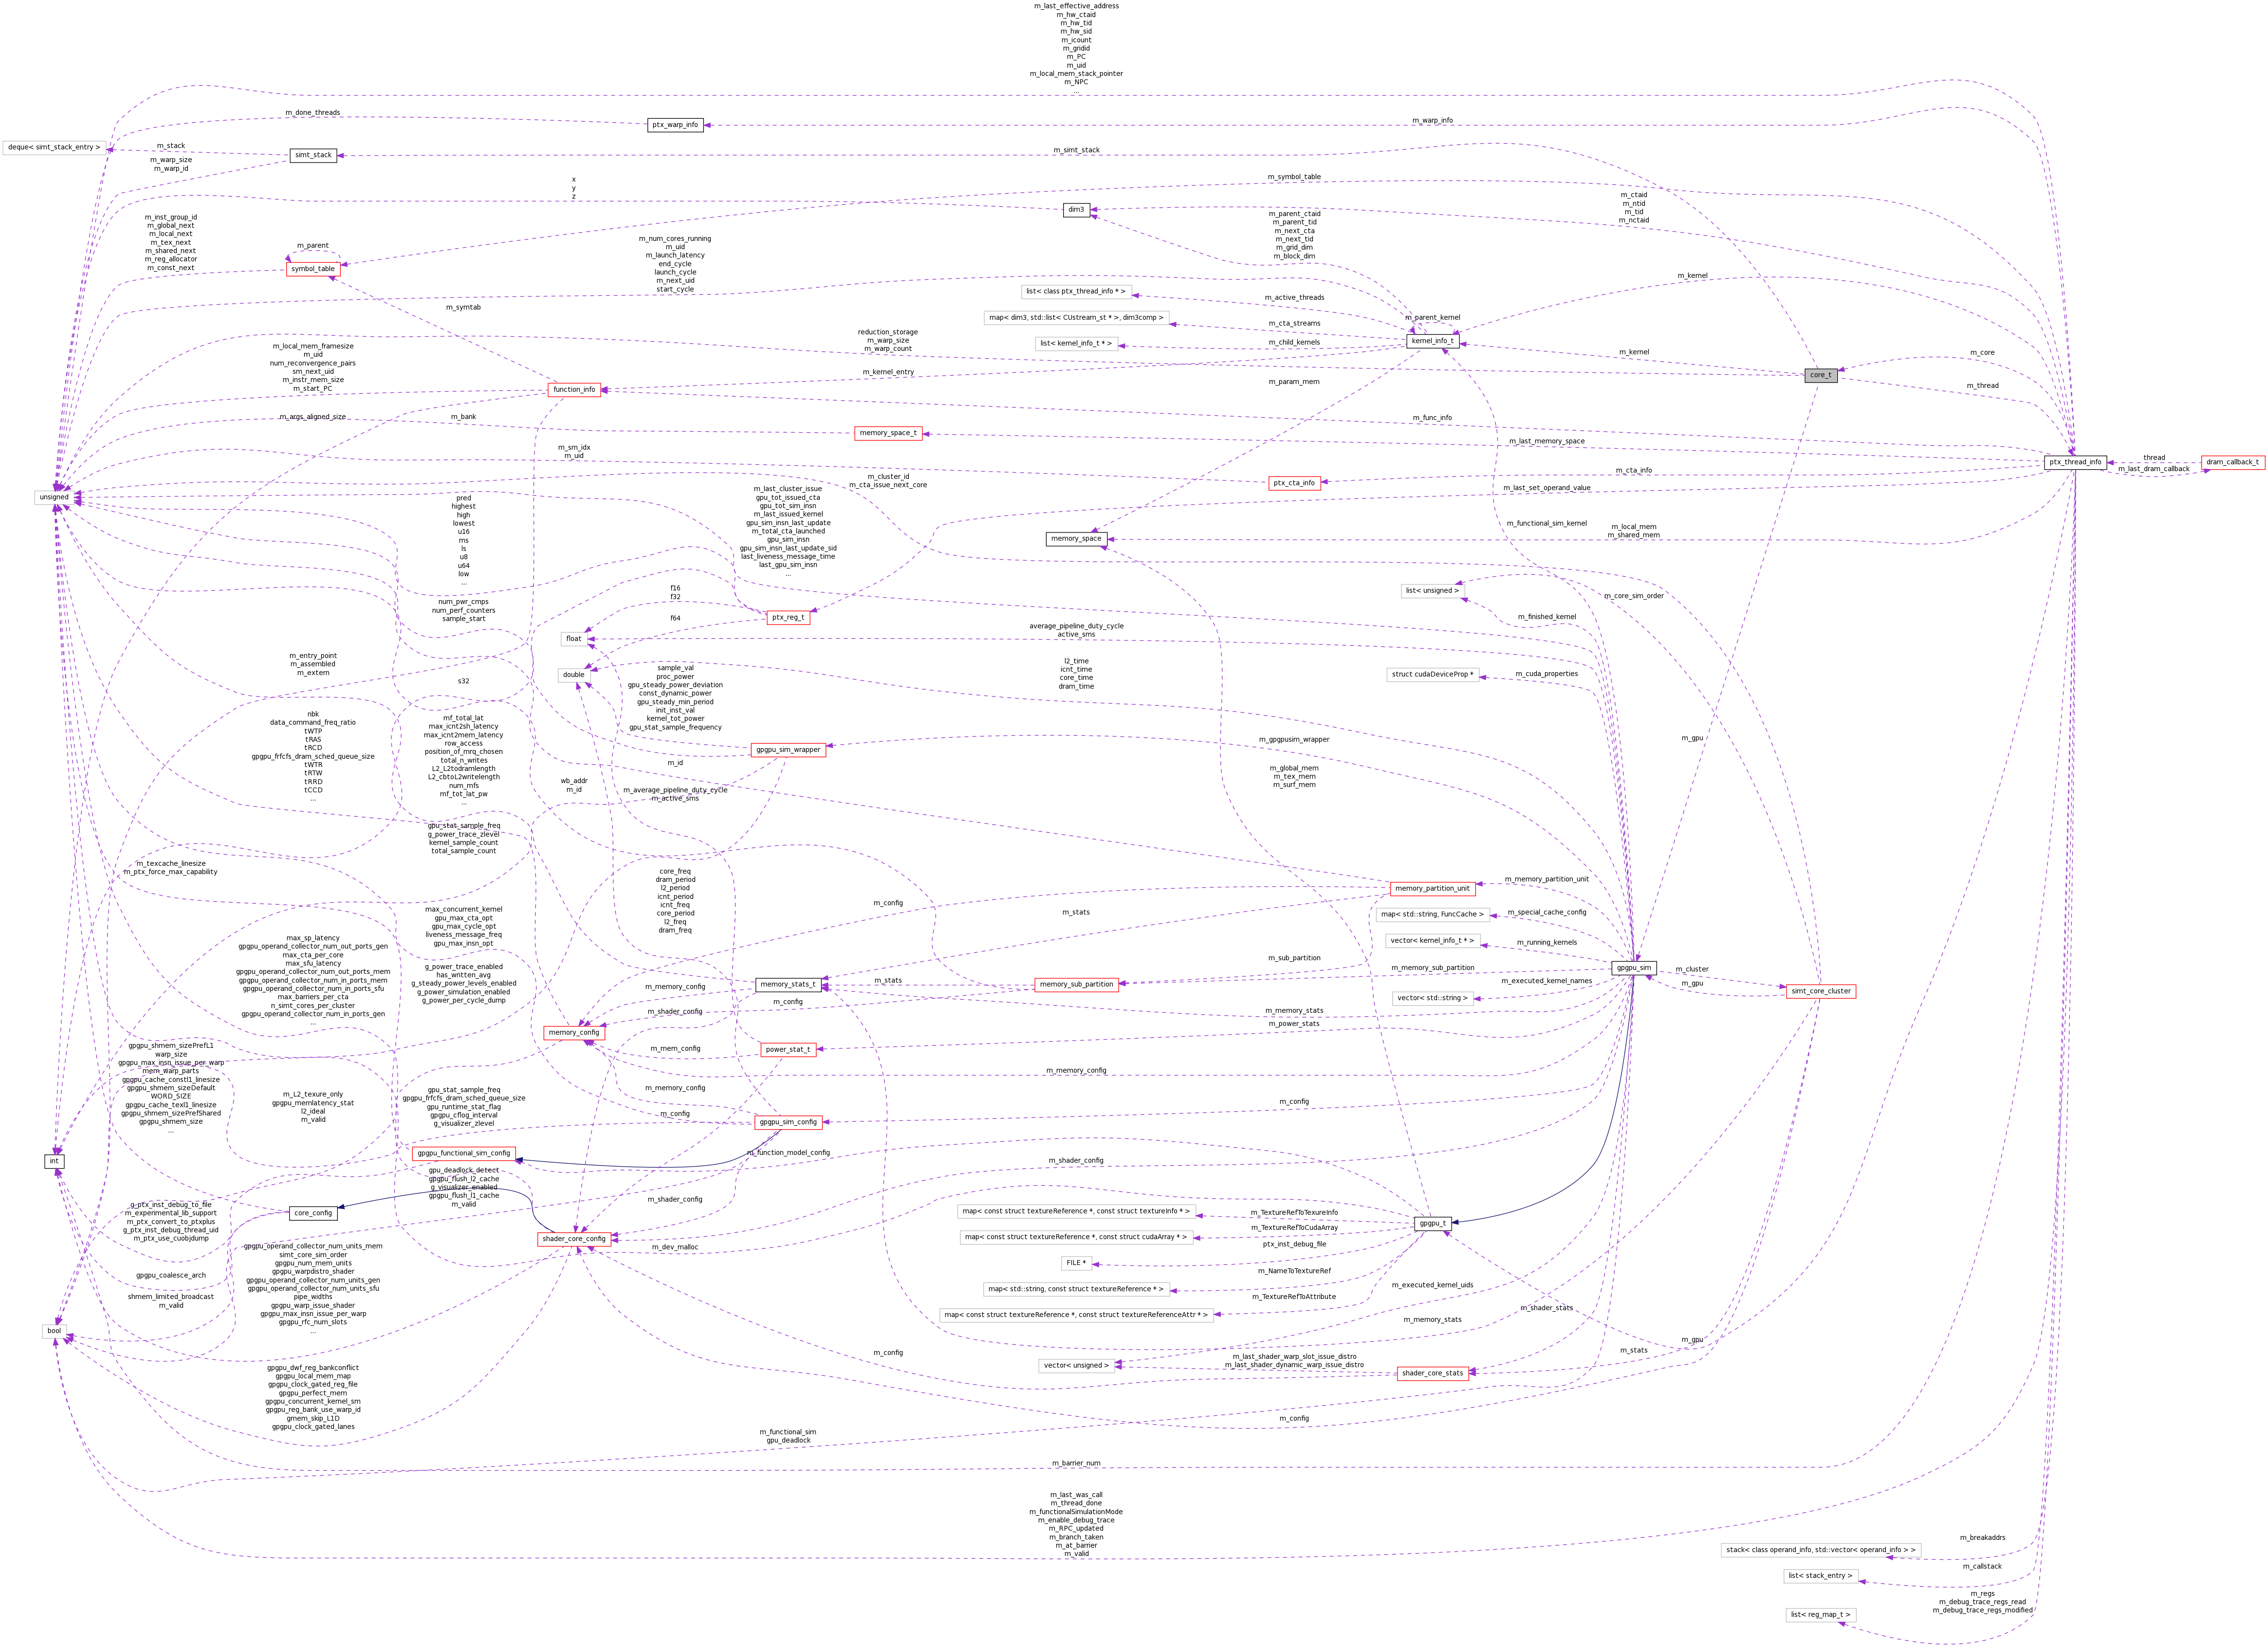 m_last_effective_address
m_hw_ctaid
m_hw_tid
m_hw_sid
m_icount
m_gridid
m_PC
m_uid
m_local_mem_stack_pointer
m_NPC
...
m_done_threads
ptx_warp_info
m_warp_info
deque< simt_stack_entry >
m_stack
simt_stack
m_simt_stack
m_warp_size
m_warp_id
x
y
z
m_symbol_table
dim3
m_ctaid
m_ntid
m_tid
m_nctaid
m_inst_group_id
m_global_next
m_local_next
m_tex_next
m_shared_next
m_reg_allocator
m_const_next
m_parent
symbol_table
m_num_cores_running
m_uid
m_launch_latency
end_cycle
launch_cycle
m_next_uid
start_cycle
m_parent_ctaid
m_parent_tid
m_next_cta
m_next_tid
m_grid_dim
m_block_dim
m_kernel
list< class ptx_thread_info * >
m_active_threads
map< dim3, std::list< CUstream_st * >, dim3comp >
m_cta_streams
m_parent_kernel
list< kernel_info_t * >
m_child_kernels
kernel_info_t
m_symtab
reduction_storage
m_warp_size
m_warp_count
m_kernel
m_core
core_t
m_thread
m_local_mem_framesize
m_uid
num_reconvergence_pairs
sm_next_uid
m_instr_mem_size
m_start_PC
function_info
m_kernel_entry
m_param_mem
m_args_aligned_size
m_bank
memory_space_t
m_func_info
m_last_memory_space
m_sm_idx
m_uid
ptx_cta_info
m_cta_info
ptx_thread_info
thread
m_last_dram_callback
dram_callback_t
m_cluster_id
m_cta_issue_next_core
m_last_set_operand_value
unsigned
pred
highest
high
lowest
u16
ms
ls
u8
u64
low
...
m_last_cluster_issue
gpu_tot_issued_cta
gpu_tot_sim_insn
m_last_issued_kernel
gpu_sim_insn_last_update
m_total_cta_launched
gpu_sim_insn
gpu_sim_insn_last_update_sid
last_liveness_message_time
last_gpu_sim_insn
...
m_functional_sim_kernel
m_local_mem
m_shared_mem
memory_space
list< unsigned >
m_core_sim_order
f16
f32
ptx_reg_t
f64
num_pwr_cmps
num_perf_counters
sample_start
float
average_pipeline_duty_cycle
active_sms
m_finished_kernel
m_entry_point
m_assembled
m_extern
s32
double
sample_val
proc_power
gpu_steady_power_deviation
const_dynamic_power
gpu_steady_min_period
init_inst_val
kernel_tot_power
gpu_stat_sample_frequency
l2_time
icnt_time
core_time
dram_time
struct cudaDeviceProp *
m_cuda_properties
m_gpu
nbk
data_command_freq_ratio
tWTP
tRAS
tRCD
gpgpu_frfcfs_dram_sched_queue_size
tWTR
tRTW
tRRD
tCCD
...
mf_total_lat
max_icnt2sh_latency
max_icnt2mem_latency
row_access
position_of_mrq_chosen
total_n_writes
L2_L2todramlength
L2_cbtoL2writelength
num_mfs
mf_tot_lat_pw
...
gpgpu_sim_wrapper
m_gpgpusim_wrapper
m_id
wb_addr
m_id
m_average_pipeline_duty_cycle
m_active_sms
m_global_mem
m_tex_mem
m_surf_mem
gpu_stat_sample_freq
g_power_trace_zlevel
kernel_sample_count
total_sample_count
m_texcache_linesize
m_ptx_force_max_capability
core_freq
dram_period
l2_period
icnt_period
icnt_freq
core_period
l2_freq
dram_freq
m_config
m_stats
memory_partition_unit
m_memory_partition_unit
map< std::string, FuncCache >
m_special_cache_config
max_concurrent_kernel
gpu_max_cta_opt
gpu_max_cycle_opt
liveness_message_freq
gpu_max_insn_opt
vector< kernel_info_t * >
m_running_kernels
max_sp_latency
gpgpu_operand_collector_num_out_ports_gen
max_cta_per_core
max_sfu_latency
gpgpu_operand_collector_num_out_ports_mem
gpgpu_operand_collector_num_in_ports_mem
gpgpu_operand_collector_num_in_ports_sfu
max_barriers_per_cta
n_simt_cores_per_cluster
gpgpu_operand_collector_num_in_ports_gen
...
g_power_trace_enabled
has_written_avg
g_steady_power_levels_enabled
g_power_simulation_enabled
g_power_per_cycle_dump
m_sub_partition
m_memory_sub_partition
gpgpu_sim
m_cluster
m_gpu
simt_core_cluster
memory_stats_t
m_stats
memory_sub_partition
m_memory_config
m_config
m_executed_kernel_names
vector< std::string >
m_shader_config
m_memory_stats
m_power_stats
memory_config
m_mem_config
power_stat_t
m_memory_config
gpgpu_shmem_sizePrefL1
warp_size
gpgpu_max_insn_issue_per_warp
mem_warp_parts
gpgpu_cache_constl1_linesize
gpgpu_shmem_sizeDefault
WORD_SIZE
gpgpu_cache_texl1_linesize
gpgpu_shmem_sizePrefShared
gpgpu_shmem_size
...
m_L2_texure_only
gpgpu_memlatency_stat
l2_ideal
m_valid
gpu_stat_sample_freq
gpgpu_frfcfs_dram_sched_queue_size
gpu_runtime_stat_flag
gpgpu_cflog_interval
g_visualizer_zlevel
m_memory_config
m_config
gpgpu_sim_config
m_config
int
gpgpu_functional_sim_config
m_function_model_config
m_shader_config
gpu_deadlock_detect
gpgpu_flush_l2_cache
g_visualizer_enabled
gpgpu_flush_l1_cache
m_valid
m_shader_config
g_ptx_inst_debug_to_file
m_experimental_lib_support
m_ptx_convert_to_ptxplus
g_ptx_inst_debug_thread_uid
m_ptx_use_cuobjdump
core_config
shader_core_config
m_dev_malloc
map< const struct textureReference *, const struct textureInfo * >
m_TextureRefToTexureInfo
gpgpu_t
map< const struct textureReference *, const struct cudaArray * >
m_TextureRefToCudaArray
FILE *
ptx_inst_debug_file
map< std::string, const struct textureReference * >
m_NameToTextureRef
map< const struct textureReference *, const struct textureReferenceAttr * >
m_TextureRefToAttribute
gpgpu_coalesce_arch
shmem_limited_broadcast
m_valid
gpgpu_operand_collector_num_units_mem
simt_core_sim_order
gpgpu_num_mem_units
gpgpu_warpdistro_shader
gpgpu_operand_collector_num_units_gen
gpgpu_operand_collector_num_units_sfu
pipe_widths
gpgpu_warp_issue_shader
gpgpu_max_insn_issue_per_warp
gpgpu_rfc_num_slots
...
m_executed_kernel_uids
m_shader_stats
m_memory_stats
bool
m_gpu
m_stats
m_config
vector< unsigned >
m_last_shader_warp_slot_issue_distro
m_last_shader_dynamic_warp_issue_distro
shader_core_stats
gpgpu_dwf_reg_bankconflict
gpgpu_local_mem_map
gpgpu_clock_gated_reg_file
gpgpu_perfect_mem
gpgpu_concurrent_kernel_sm
gpgpu_reg_bank_use_warp_id
gmem_skip_L1D
gpgpu_clock_gated_lanes
m_config
m_functional_sim
gpu_deadlock
m_barrier_num
m_last_was_call
m_thread_done
m_functionalSimulationMode
m_enable_debug_trace
m_RPC_updated
m_branch_taken
m_at_barrier
m_valid
stack< class operand_info, std::vector< operand_info > >
m_breakaddrs
list< stack_entry >
m_callstack
list< reg_map_t >
m_regs
m_debug_trace_regs_read
m_debug_trace_regs_modified